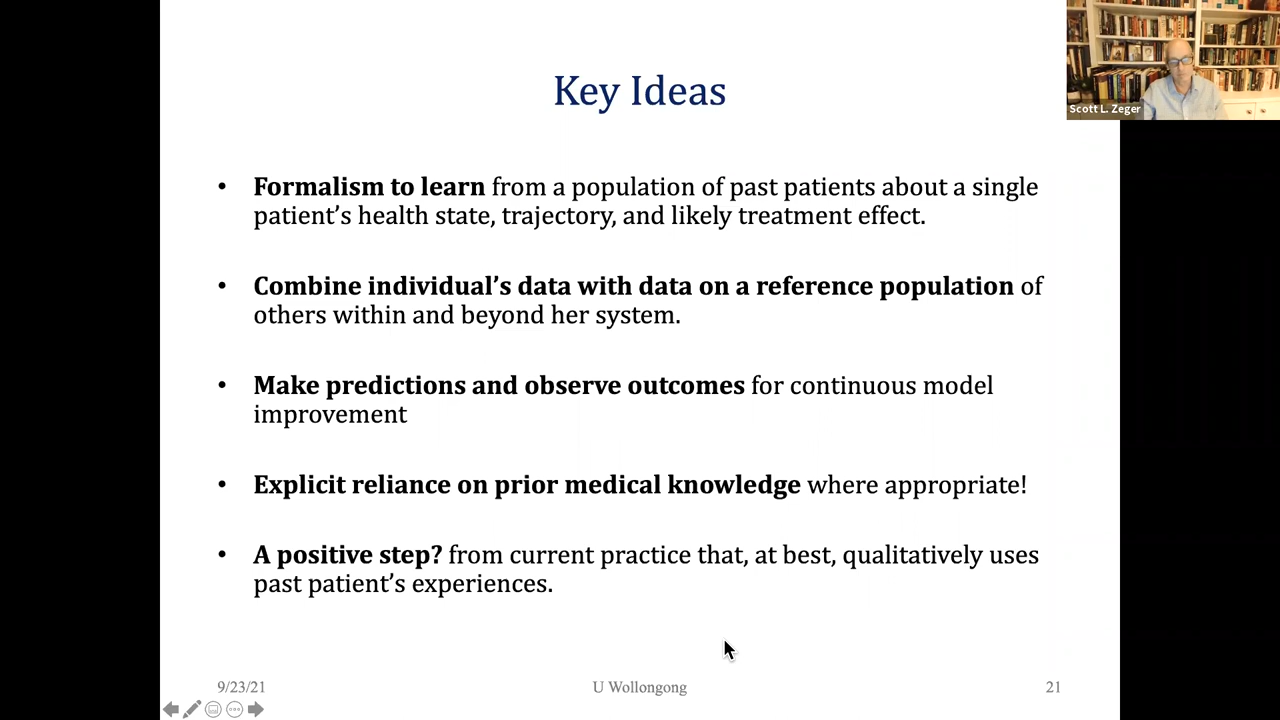 Scott L. Zeger
Key Ideas
• Formalism to learn from a population of past patients about a single
patient’s health state, trajectory, and likely treatment effect.
• Combine individual’s data with data on a reference population of
others within and beyond her system.
• Make predictions and observe outcomes for continuous model
improvement
• Explicit reliance on prior medical knowledge where appropriate!
• A positive step? from current practice that, at best, qualitatively uses
past patient’s experiences.
9/23/21
U Wollongong
21